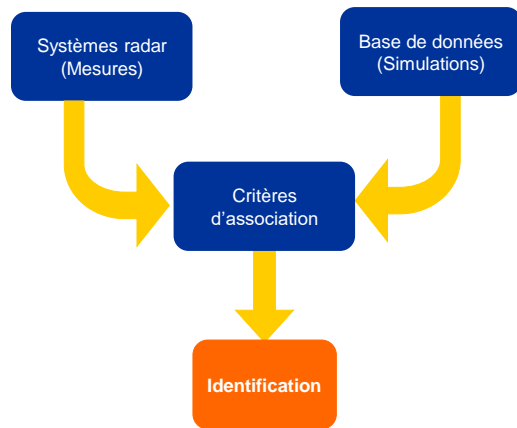 Systèmes radar
(Mesures)
Base de données
(Simulations)
Critères
d'association
Identification